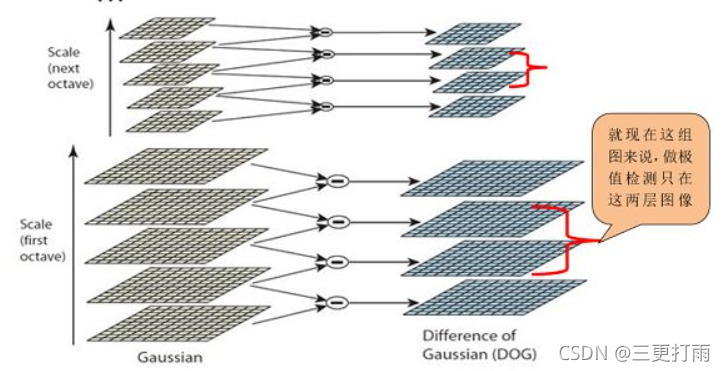 Scale
(next
octave)
Scale
(first
octave)
就现在这组
图来说，做极
值检测只在
这两层图像
Gaussian
Difference of
Gaussian (DOG)
CSDN @三更打雨